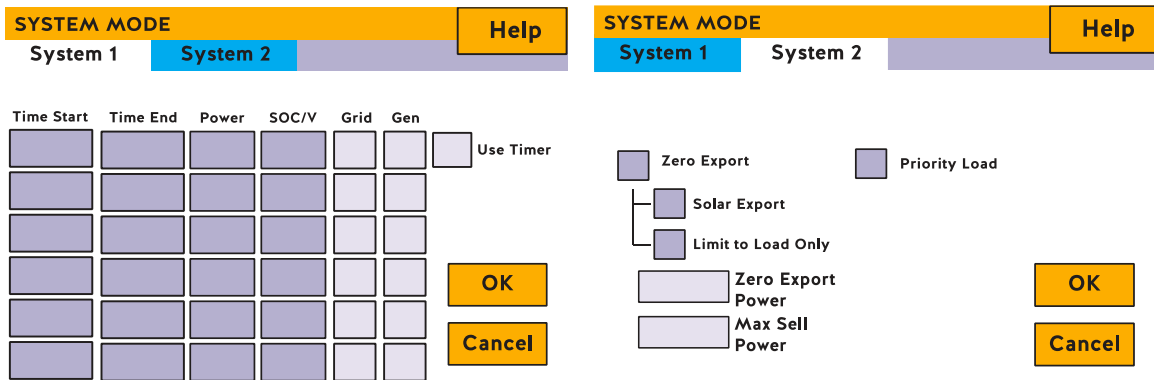 SYSTEM MODE
Help
System 1 System 2
Time Start Time End Power SOC/V Grid Gen
Use Timer
OK
Cancel
SYSTEM MODE
Help
System 1 System 2
Zero Export
Priority Load
Solar Export
Limit to Load Only
Zero Export
Power
Max Sell
Power
OK
Cancel